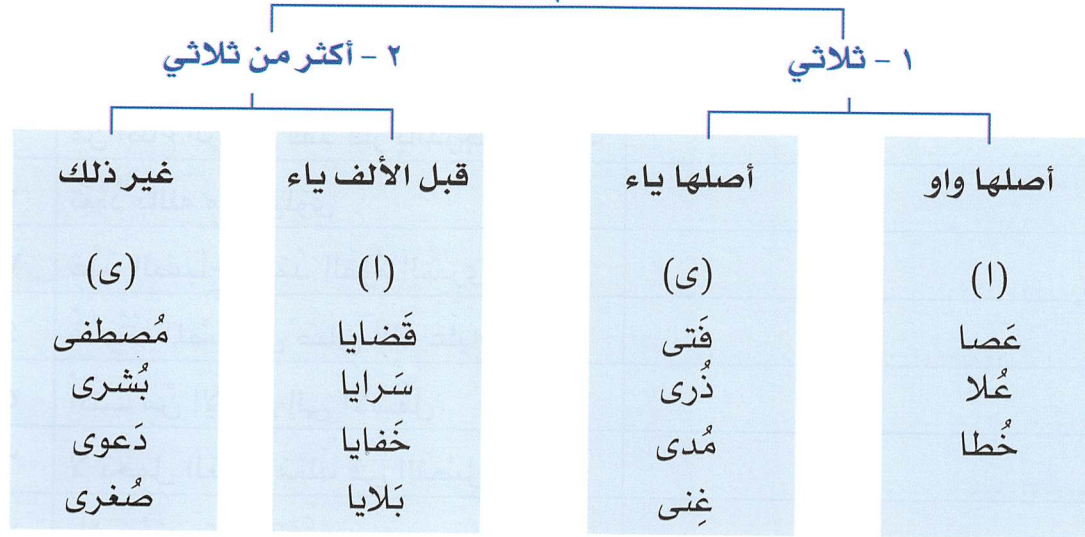 ١ - ثلاثي
٢ - أكثر من ثلاثي
أصلها واو
(ا)
عَصا
عُلا
خُطا
أصلها ياء
(ى)
فَتى
ذُرى
مُدى
غِنى
قبل الألف ياء
(ا)
قَضايا
سَرايا
خَفايا
بَلايا
غير ذلك
(ى)
مُصطفى
بُشرى
دَعوى
صُغرى